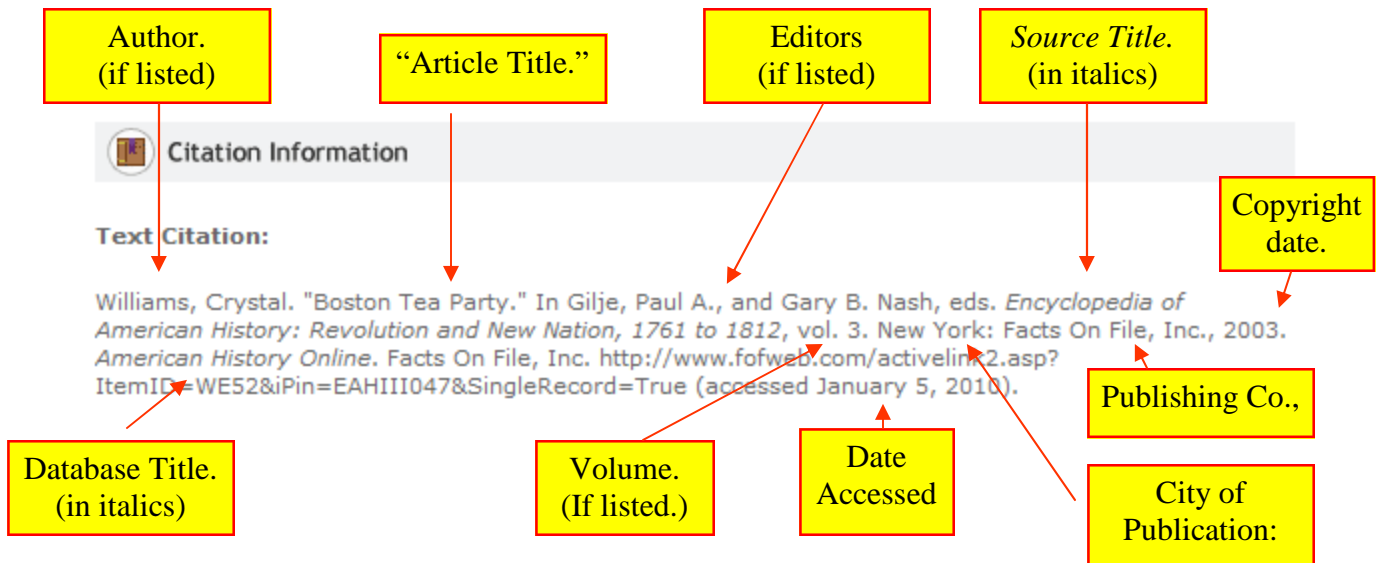 Author.
(if listed)
“Article Title.”
Editors
(if listed)
Source Title.
(in italics)
Citation Information
Copyright
date.
Text Citation:
Williams, Crystal. "Boston Tea Party." In Gilje, Paul A., and Gary B. Nash, eds. Encyclopedia of
American History: Revolution and New Nation, 1761 to 1812, vol. 3. New York: Facts On File, Inc., 2003.
American History Online. Facts On File, Inc. http://www.fofweb.com/activelink2.asp?
ItemID=WE52&iPin=EAHIII047&SingleRecord=True (accessed January 5, 2010).
Publishing Co.,
Database Title.
(in italics)
Volume.
(If listed.)
Date
Accessed
City of
Publication: